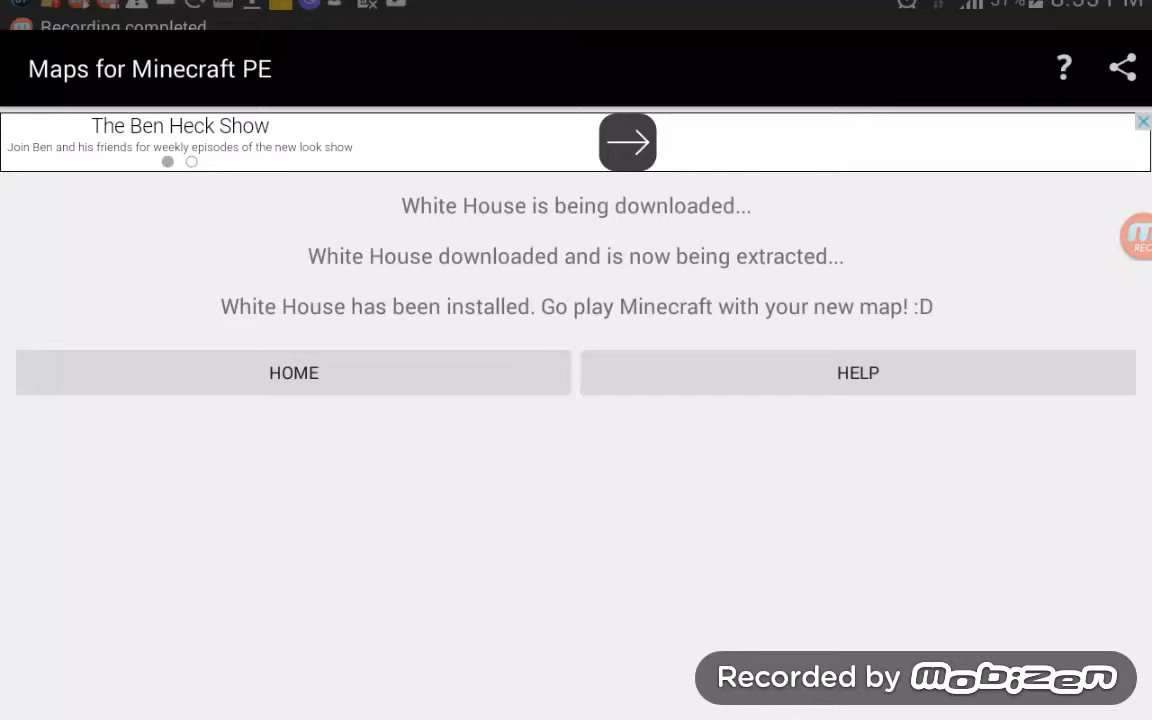 Recording completed
Maps for Minecraft PE
?
The Ben Heck Show
Join Ben and his friends for weekly episodes of the new look show
White House is being downloaded...
REC
White House downloaded and is now being extracted...
White House has been installed. Go play Minecraft with your new map! :D
HOME
HELP
Recorded by mobizen